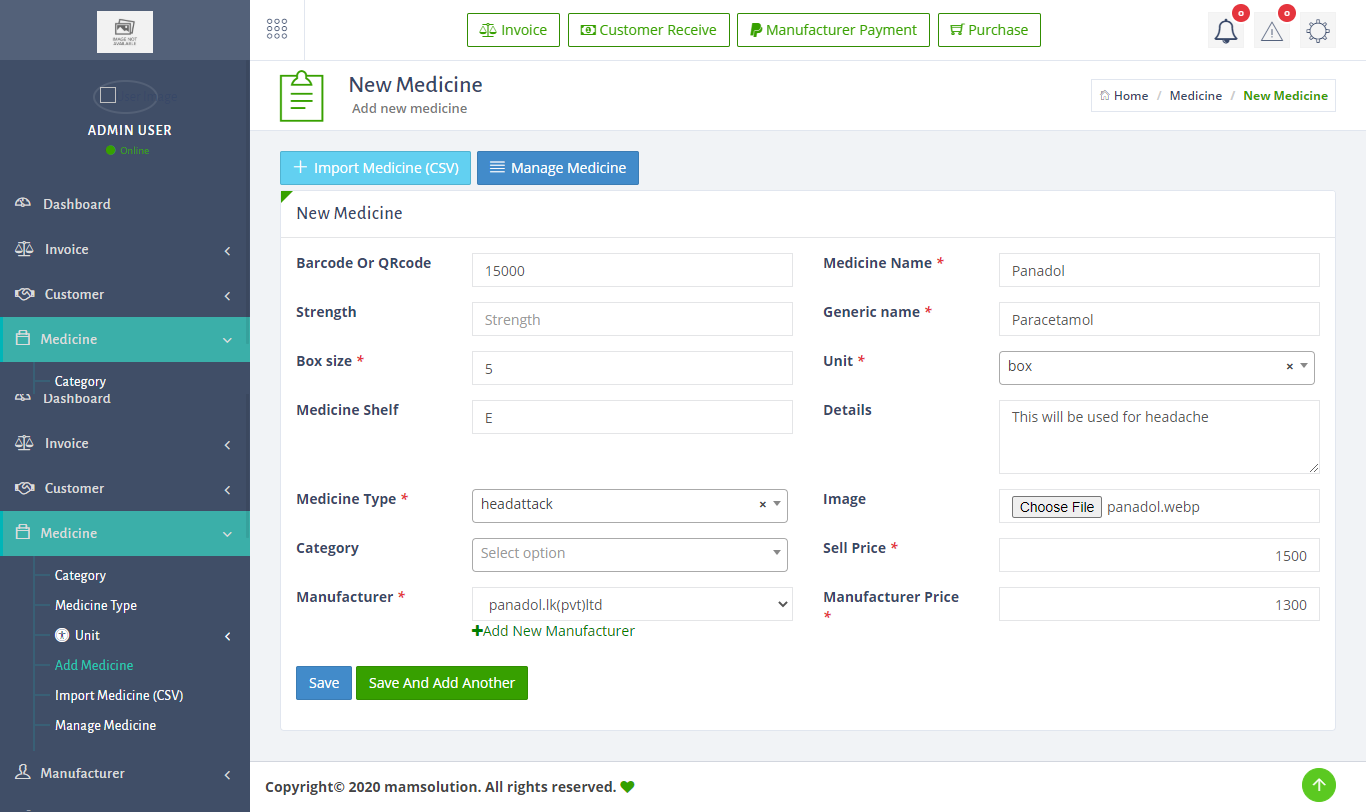 IMAGE NOT
AVAILABLE
Invoice
Customer Receive
Manufacturer Payment
Purchase
0
0
ADMIN USER
Online
New Medicine
Add new medicine
Home / Medicine / New Medicine
Dashboard
Invoice
Customer
Medicine
Category
Dashboard
Invoice
Customer
Medicine
Category
Medicine Type
Unit
Add Medicine
Import Medicine (CSV)
Manage Medicine
Manufacturer
Import Medicine (CSV)
Manage Medicine
New Medicine
Barcode Or QRcode
15000
Medicine Name *
Panadol
Strength
Strength
Generic name *
Paracetamol
Box size *
5
Unit *
box
×
Medicine Shelf
E
Details
This will be used for headache
Medicine Type *
headattack
×
Image
Choose File panadol.webp
Category
Select option
Sell Price *
1500
Manufacturer *
panadol.lk(pvt)ltd
Add New Manufacturer
Manufacturer Price
*
1300
Save
Save And Add Another
Copyright© 2020 mamsolution. All rights reserved.